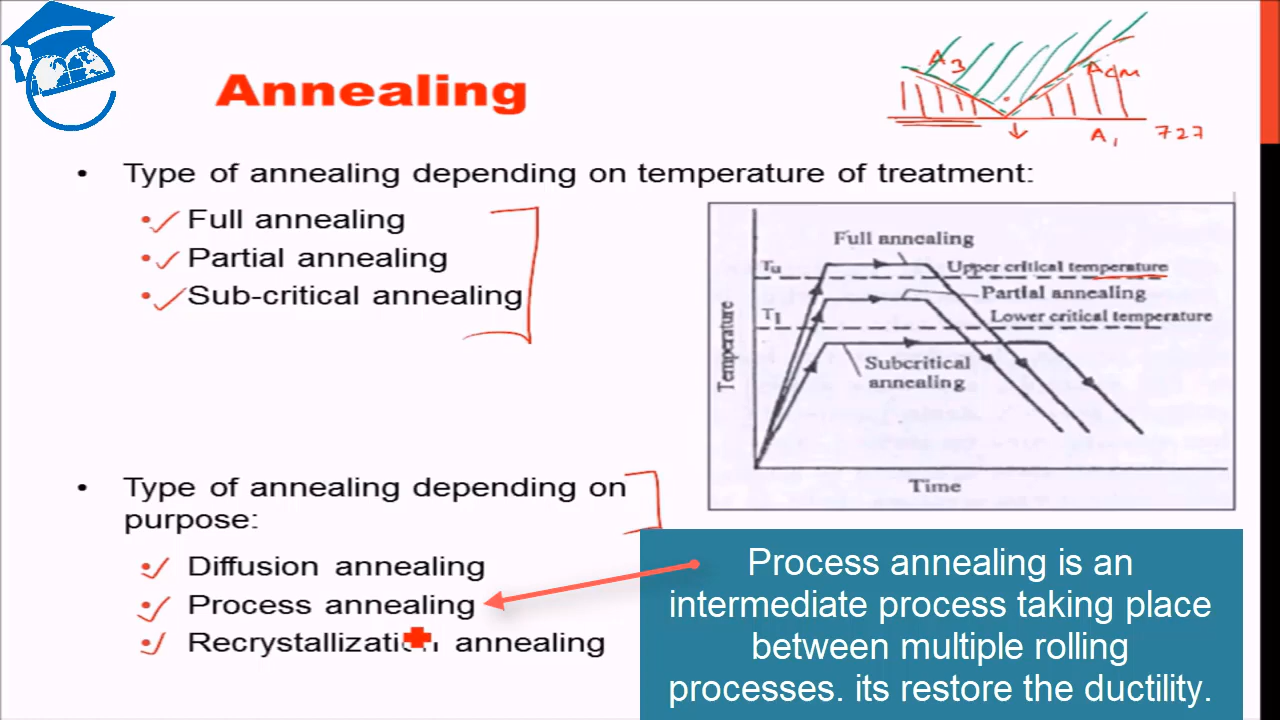 Annealing
A3
Acm
A1 727
• Type of annealing depending on temperature of treatment:
• Full annealing
• Partial annealing
• Sub-critical annealing
Full annealing
Tu
Upper critical temperature
Partial annealing
Tl
Lower critical temperature
Subcritical
annealing
Temperature
Time
• Type of annealing depending on
purpose:
• Diffusion annealing
• Process annealing
• Recrystallization annealing
Process annealing is an
intermediate process taking place
between multiple rolling
processes. its restore the ductility.